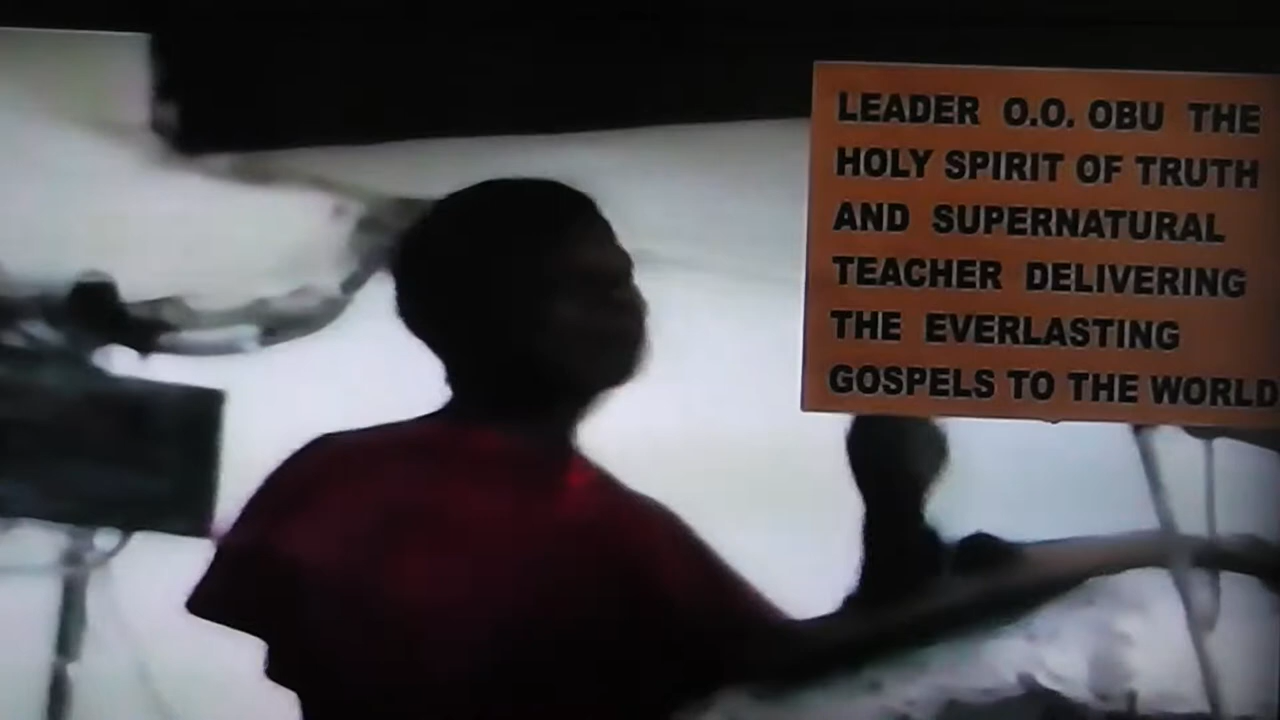 LEADER O.O. OBU THE
HOLY SPIRIT OF TRUTH
AND SUPERNATURAL
TEACHER DELIVERING
THE EVERLASTING
GOSPELS TO THE WORLD